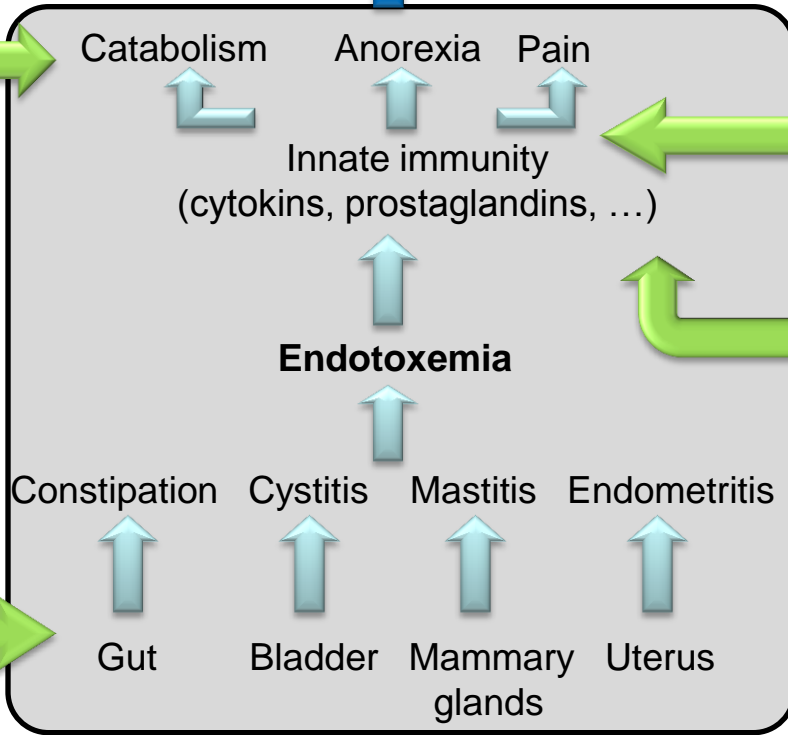 Catabolism Anorexia Pain
Innate immunity
(cytokins, prostaglandins, …)
Endotoxemia
Constipation Cystitis Mastitis Endometritis
Gut Bladder Mammary glands Uterus